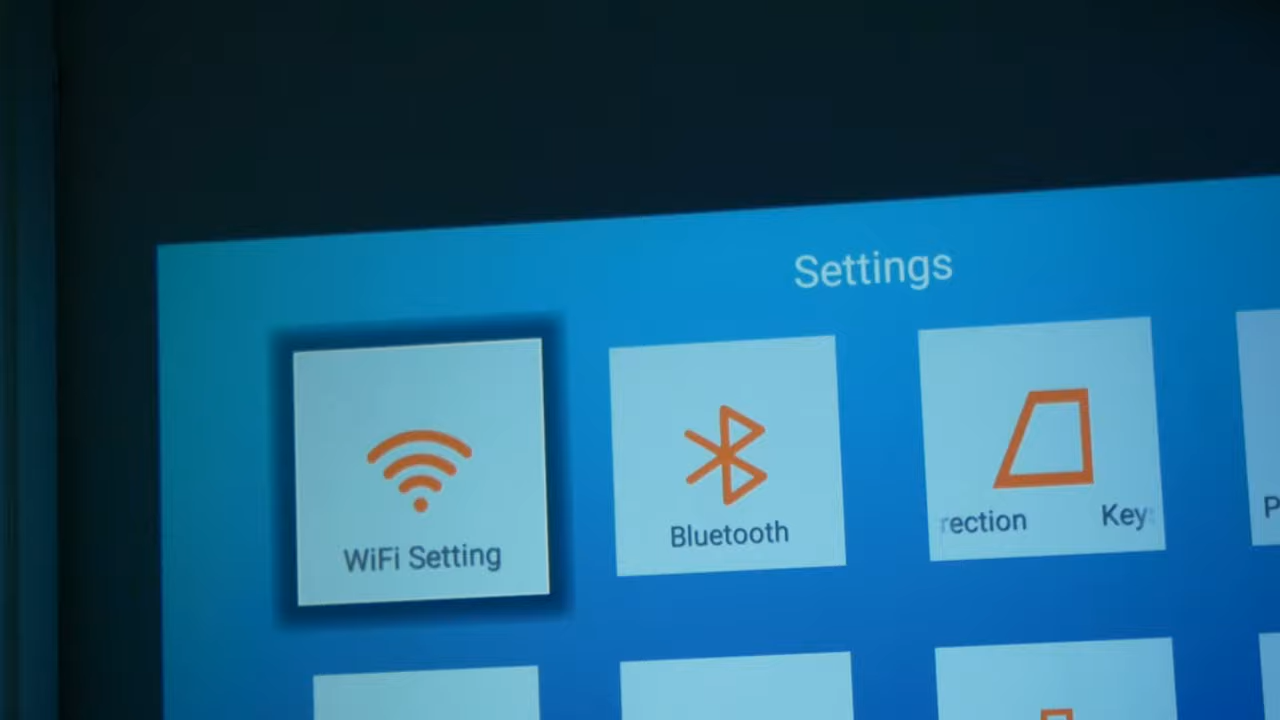 Settings
WiFi Setting
Bluetooth
rection Key
P